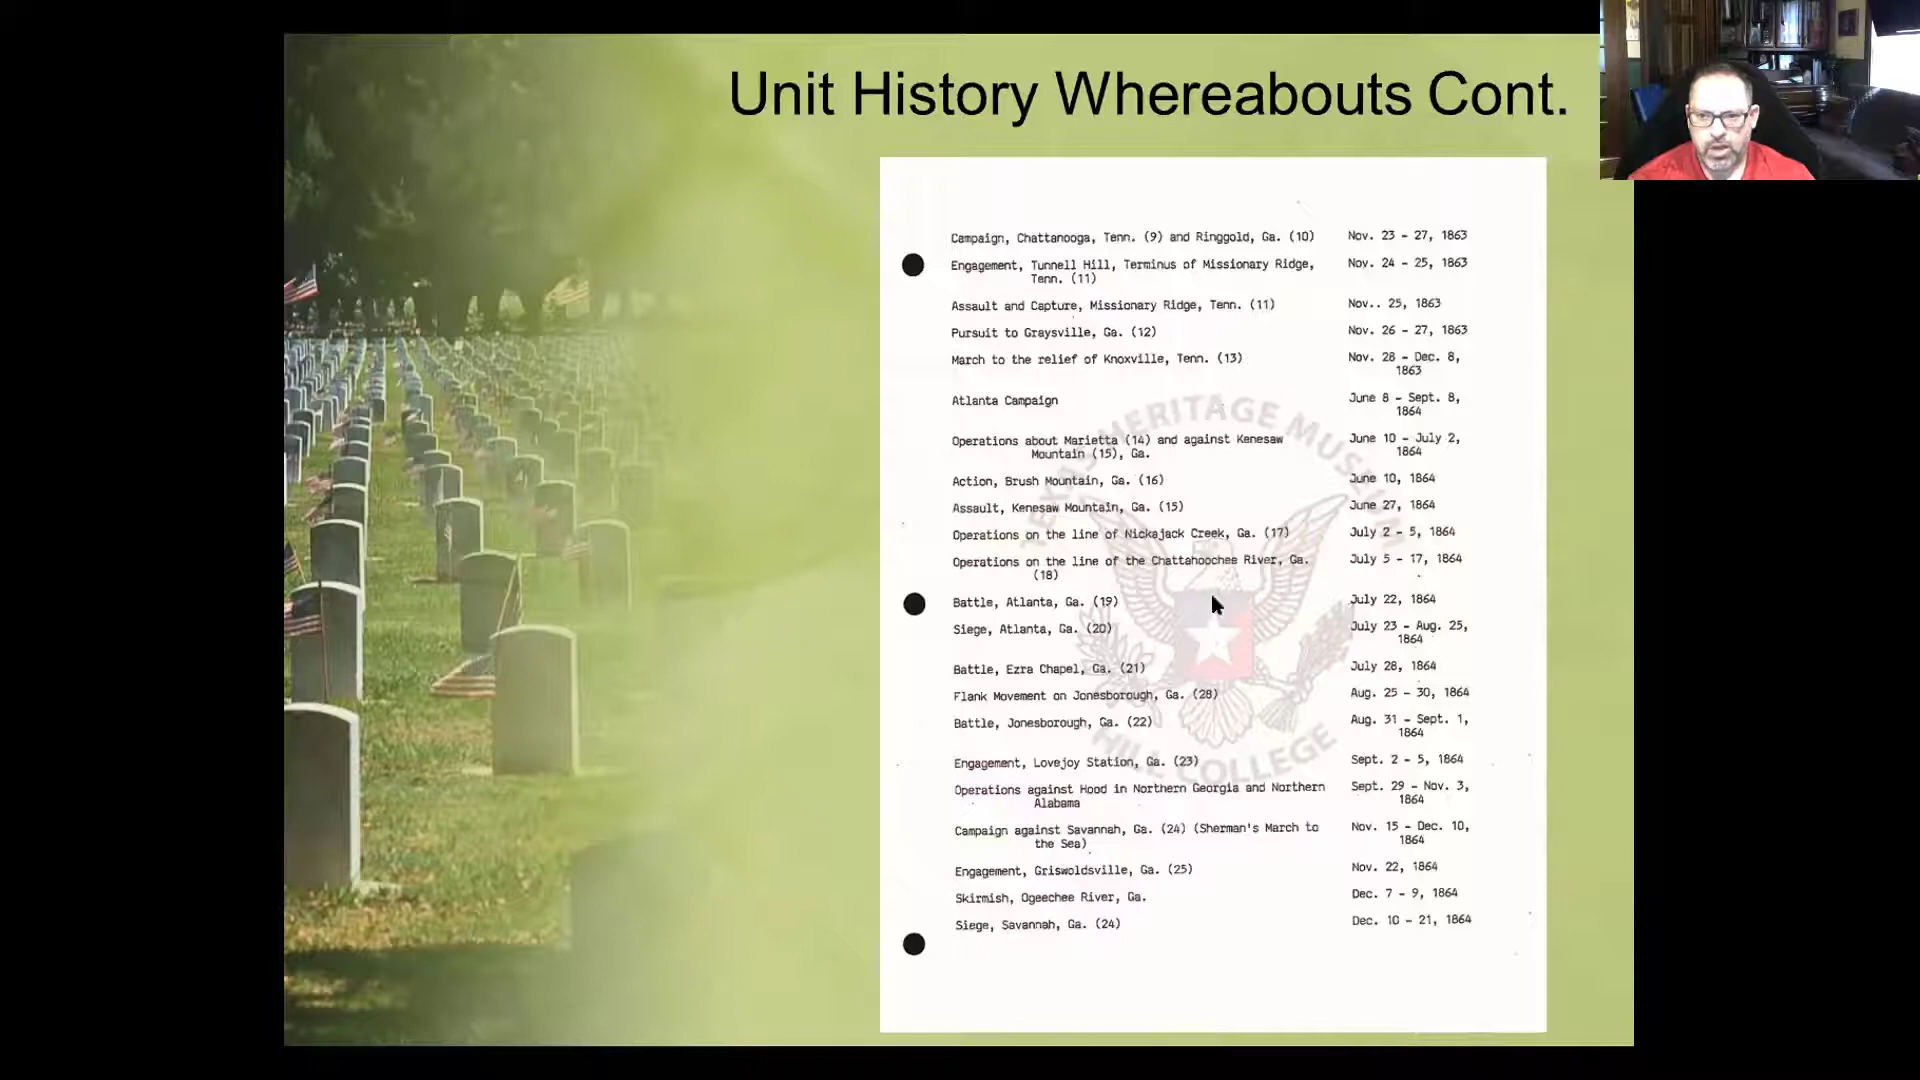 Unit History Whereabouts Cont.
Campaign, Chattanooga, Tenn. (9) and Ringgold, Ga. (10) Nov. 23 - 27, 1863
Engagement, Tunnell Hill, Terminus of Missionary Ridge, Nov. 24 - 25, 1863
Tenn. (11)
Assault and Capture, Missionary Ridge, Tenn. (11) Nov.. 25, 1863
Pursuit to Graysville, Ga. (12) Nov. 26 - 27, 1863
March to the relief of Knoxville, Tenn. (13) Nov. 28 - Dec. 8,
1863
Atlanta Campaign June 8 - Sept. 8,
1864
Operations about Marietta (14) and against Kenesaw June 10 - July 2,
Mountain (15), Ga. 1864
Action, Brush Mountain, Ga. (16) June 10, 1864
Assault, Kenesaw Mountain, Ga. (15) June 27, 1864
Operations on the line of Nickajack Creek, Ga. (17) July 2 - 5, 1864
Operations on the line of the Chattahoochee River, Ga. July 5 - 17, 1864
(18)
Battle, Atlanta, Ga. (19) July 22, 1864
Siege, Atlanta, Ga. (20) July 23 - Aug. 25,
1864
Battle, Ezra Chapel, Ga. (21) July 28, 1864
Flank Movement on Jonesborough, Ga. (28) Aug. 25 - 30, 1864
Battle, Jonesborough, Ga. (22) Aug. 31 - Sept. 1,
1864
Engagement, Lovejoy Station, Ga. (23) Sept. 2 - 5, 1864
Operations against Hood in Northern Georgia and Northern Sept. 29 - Nov. 3,
Alabama 1864
Campaign against Savannah, Ga. (24) (Sherman's March to Nov. 15 - Dec. 10,
the Sea) 1864
Engagement, Griswoldsville, Ga. (25) Nov. 22, 1864
Skirmish, Ogeechee River, Ga. Dec. 7 - 9, 1864
Siege, Savannah, Ga. (24) Dec. 10 - 21, 1864
TEXAS HERITAGE MUSEUM
HILL COLLEGE